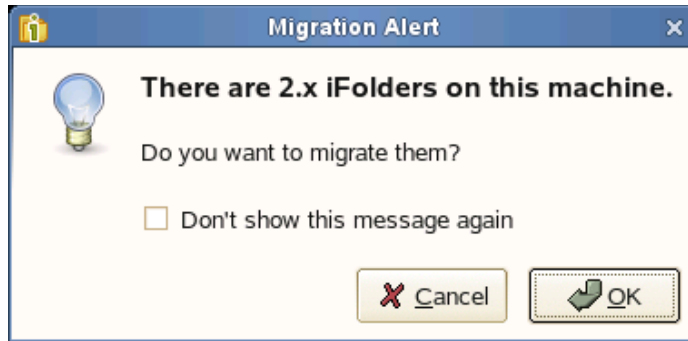 Migration Alert
There are 2.x iFolders on this machine.
Do you want to migrate them?
Don't show this message again
Cancel
OK